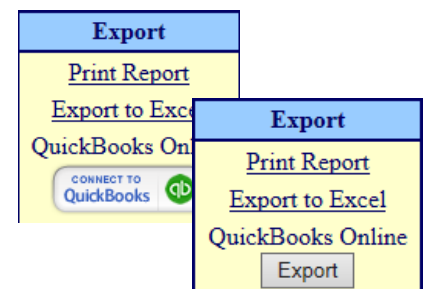 Export
Print Report
Export to Exce
QuickBooks Onl
CONNECT TO
QuickBooks qb
Export
Print Report
Export to Excel
QuickBooks Online
Export